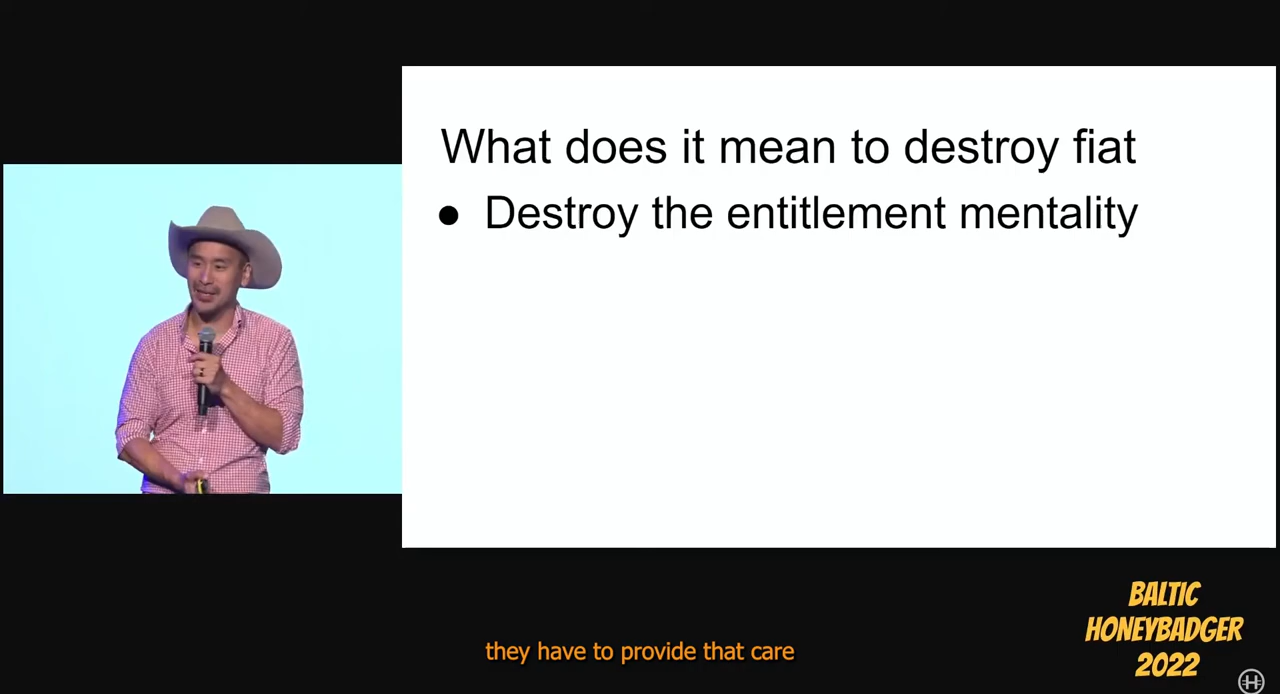 What does it mean to destroy fiat
● Destroy the entitlement mentality
they have to provide that care
BALTIC
HONEYBADGER
2022